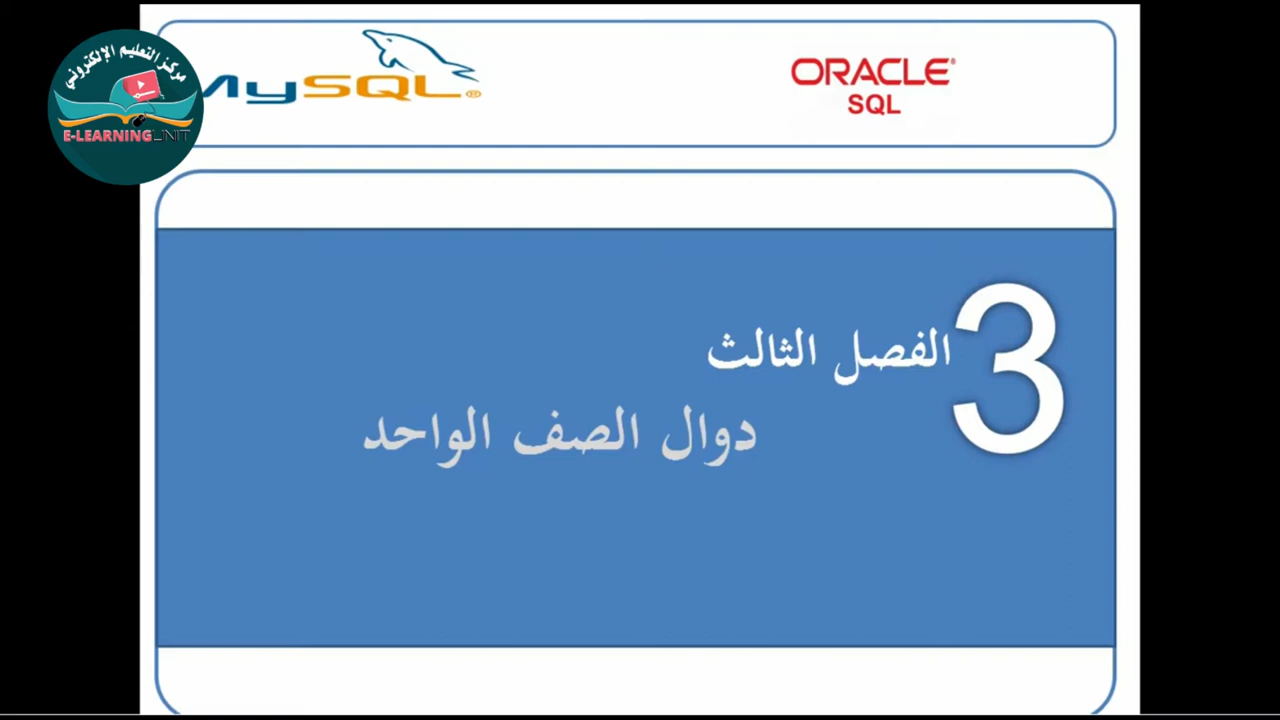 مركز التعليم الإلكتروني
E-LEARNING UNIT
MySQL®
ORACLE®
SQL
3
الفصل الثالث
دوال الصف الواحد